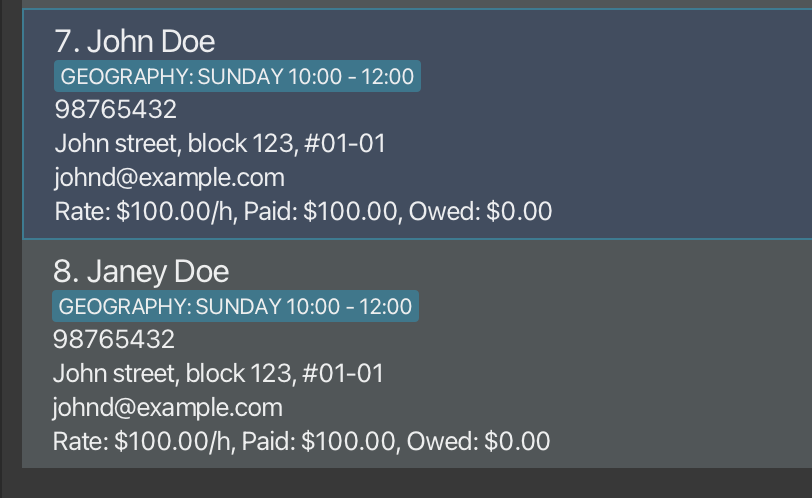 7. John Doe
GEOGRAPHY: SUNDAY 10:00 - 12:00
98765432
John street, block 123, #01-01
johnd@example.com
Rate: $100.00/h, Paid: $100.00, Owed: $0.00
8. Janey Doe
GEOGRAPHY: SUNDAY 10:00 - 12:00
98765432
John street, block 123, #01-01
johnd@example.com
Rate: $100.00/h, Paid: $100.00, Owed: $0.00